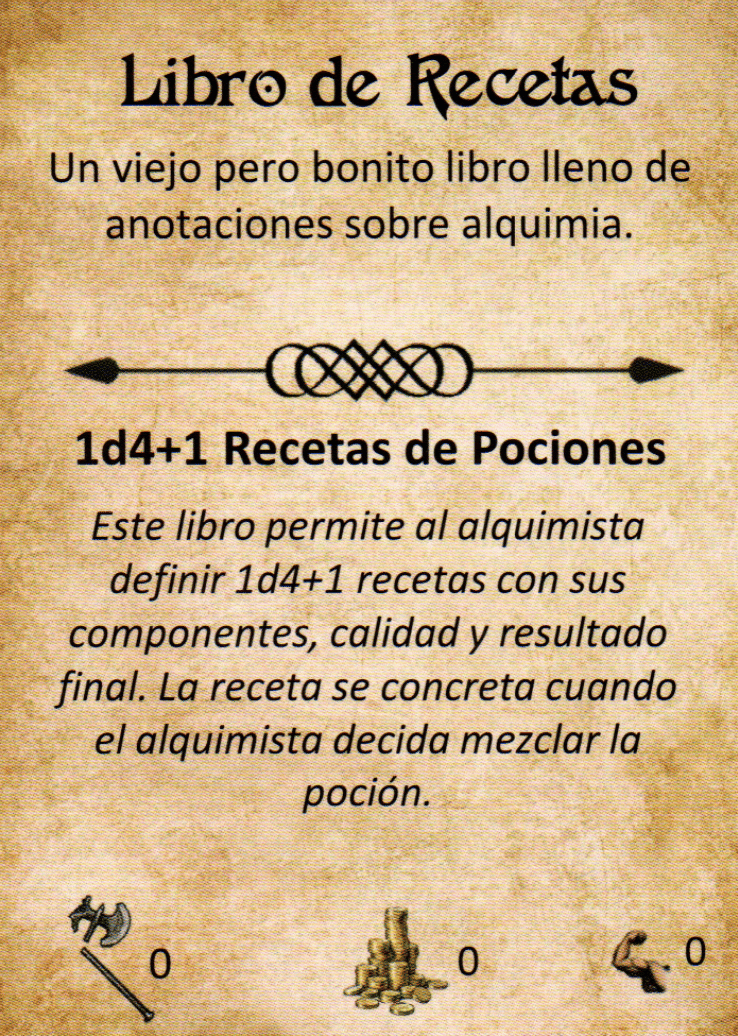 Libro de Recetas
Un viejo pero bonito libro lleno de
anotaciones sobre alquimia.
1d4+1 Recetas de Pociones
Este libro permite al alquimista
definir 1d4+1 recetas con sus
componentes, calidad y resultado
final. La receta se concreta cuando
el alquimista decida mezclar la
poción.
0 0 0